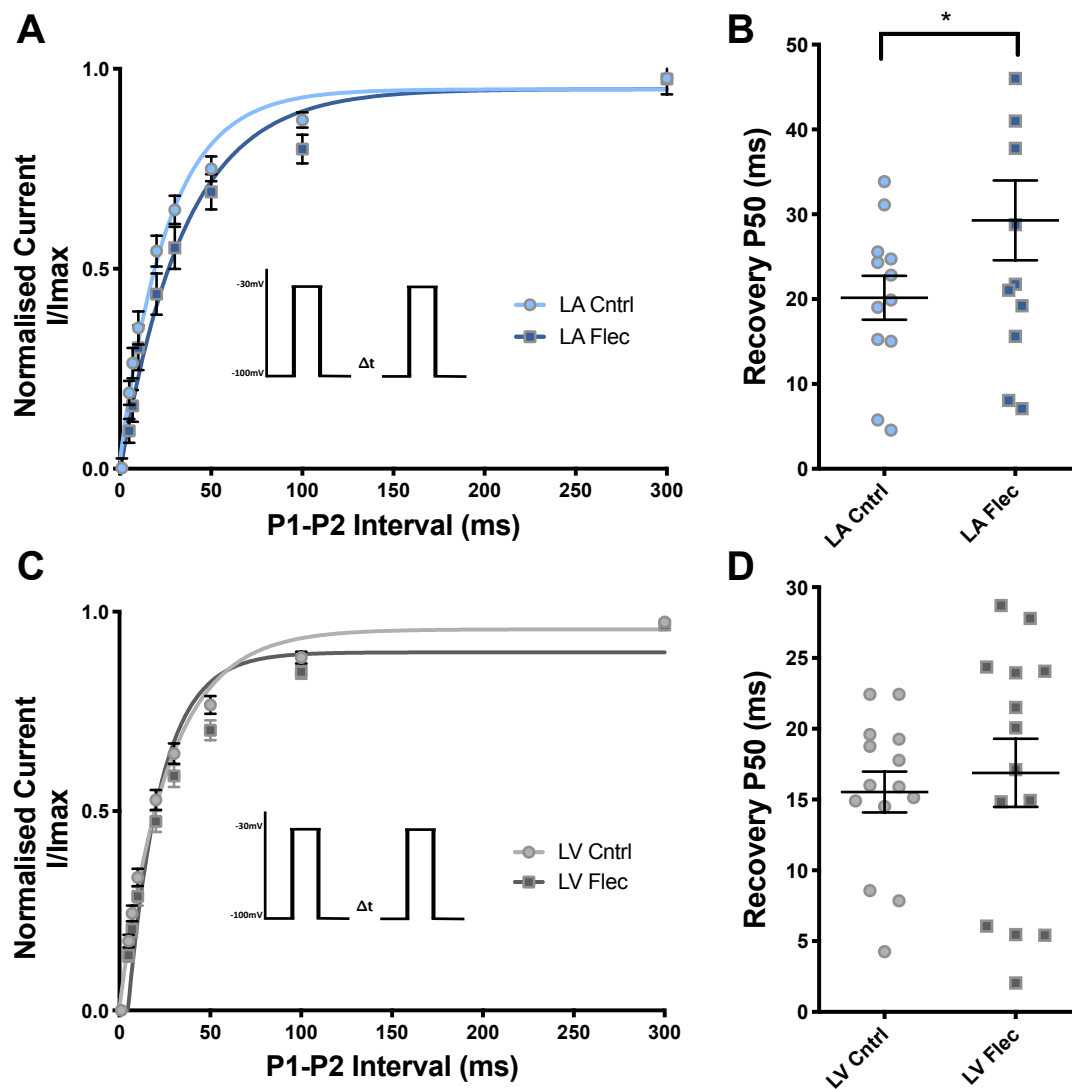 A
Normalised Current
I/Imax
1.0
0.5
0.0
0
50
100
150
200
250
300
P1-P2 Interval (ms)
-30mV
-100mV
Δt
LA Cntrl
LA Flec
B
*
Recovery P50 (ms)
50
40
30
20
10
0
LA Cntrl
LA Flec
C
Normalised Current
I/Imax
1.0
0.5
0.0
0
50
100
150
200
250
300
P1-P2 Interval (ms)
-30mV
-100mV
Δt
LV Cntrl
LV Flec
D
Recovery P50 (ms)
30
25
20
15
10
5
0
LV Cntrl
LV Flec